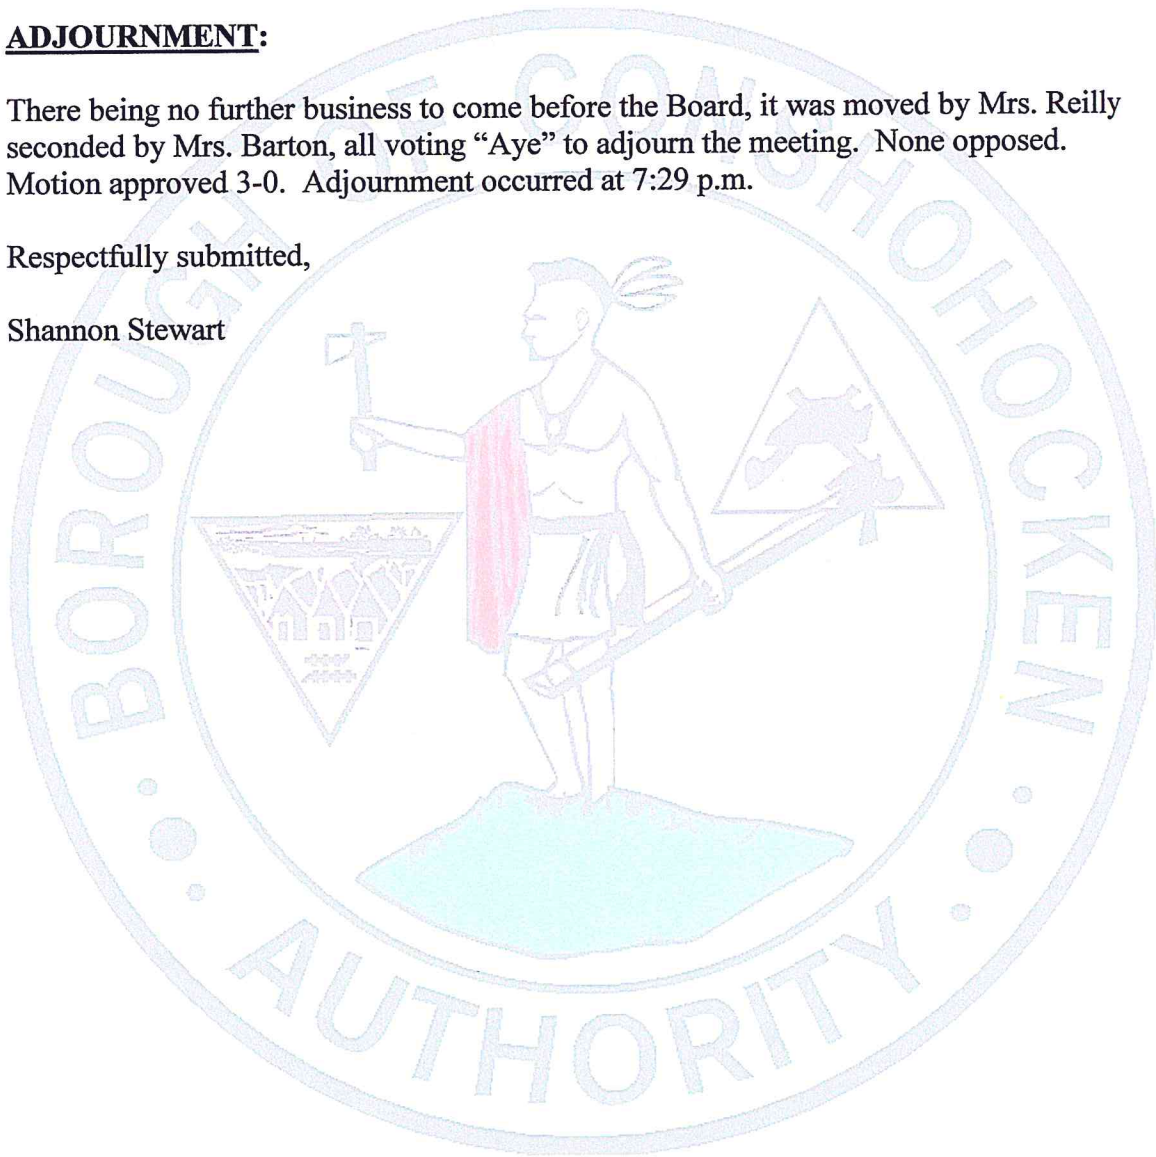 ADJOURNMENT:
There being no further business to come before the Board, it was moved by Mrs. Reilly
seconded by Mrs. Barton, all voting “Aye” to adjourn the meeting.  None opposed.
Motion approved 3-0.  Adjournment occurred at 7:29 p.m.
Respectfully submitted,
Shannon Stewart
BOROUGH OF CONSHOHOCKEN
AUTHORITY